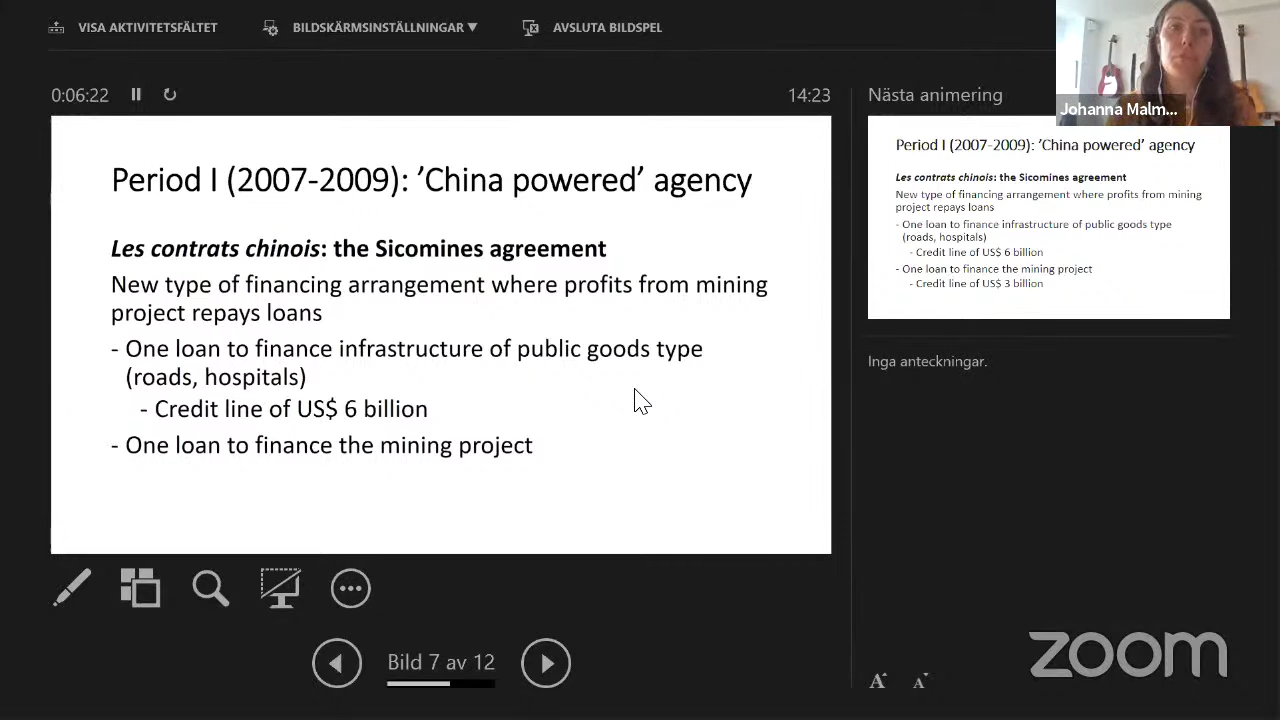 VISA AKTIVITETSFÄLTET
BILDSKÄRMSINSTÄLLNINGAR ▼
AVSLUTA BILDSPEL
Johanna Malm...
0:06:22
14:23
Nästa animering
Period I (2007-2009): ’China powered’ agency
Les contrats chinois: the Sicomines agreement
New type of financing arrangement where profits from mining
project repays loans
- One loan to finance infrastructure of public goods type
(roads, hospitals)
- Credit line of US$ 6 billion
- One loan to finance the mining project
Period I (2007-2009): ’China powered’ agency
Les contrats chinois: the Sicomines agreement
New type of financing arrangement where profits from mining
project repays loans
- One loan to finance infrastructure of public goods type
(roads, hospitals)
- Credit line of US$ 6 billion
- One loan to finance the mining project
- Credit line of US$ 3 billion
Inga anteckningar.
Bild 7 av 12
A A
zoom